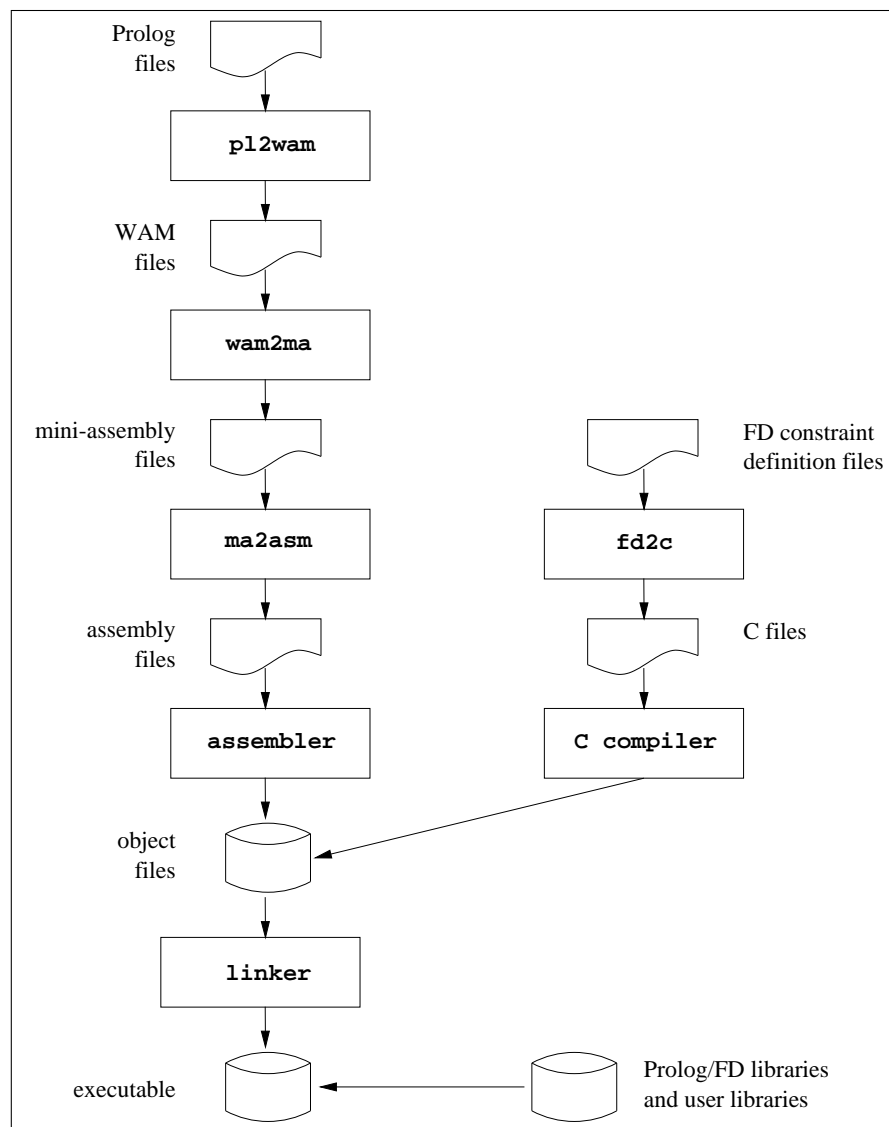 Prolog
files
pl2wam
WAM
files
wam2ma
mini-assembly
files
FD constraint
definition files
ma2asm
fd2c
assembly
files
C files
assembler
C compiler
object
files
linker
executable
Prolog/FD libraries
and user libraries